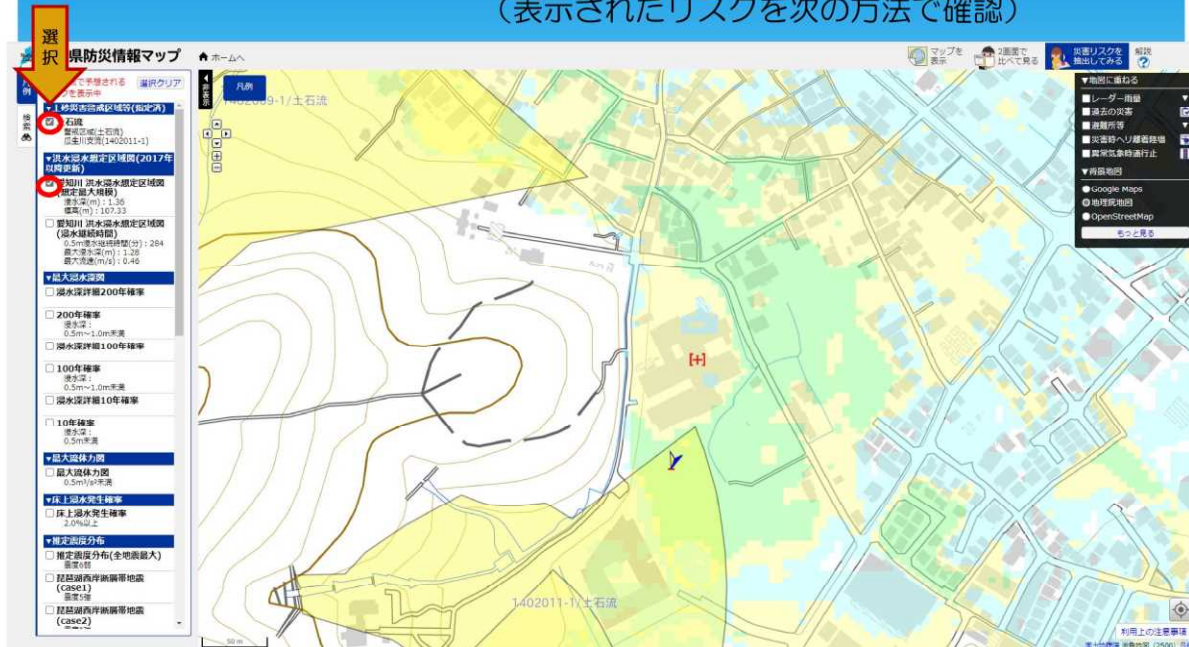 （表示されたリスクを次の方法で確認）
選
択
県防災情報マップ
ホームへ
マップを
表示
2画面で
比べて見る
災害リスクを
抽出してみる
解説
で予想される
クを表示中
選択クリア
凡例
検索
非表示
凡例
▼土砂災害警戒区域等(指定済)
土石流
警戒区域(土石流)
瓜生川支流(1402011-1)
▼洪水浸水想定区域図(2017年
以降更新)
愛知川 洪水浸水想定区域図
(想定最大規模)
浸水深(m)：1.36
標高(m)：107.33
愛知川 洪水浸水想定区域図
(浸水継続時間)
0.5m浸水継続時間(分)：284
最大浸水深(m)：1.28
最大流速(m/s)：0.46
▼最大浸水深図
浸水深詳細200年確率
200年確率
浸水深：
0.5m～1.0m未満
浸水深詳細100年確率
100年確率
浸水深：
0.5m～1.0m未満
浸水深詳細10年確率
10年確率
浸水深：
0.5m未満
▼最大流体力図
最大流体力図
0.5m³/s²未満
▼床上浸水発生確率
床上浸水発生確率
2.0%以上
▼推定震度分布
推定震度分布(全地震最大)
震度6弱
琵琶湖西岸断層帯地震
(case1)
震度5強
琵琶湖西岸断層帯地震
(case2)
1402009-1/土石流
[+]
1402011-1/土石流
50 m
▼地図に重ねる
レーダー雨量
過去の災害
避難所等
災害時ヘリ離着陸場
異常気象時通行止
▼背景地図
Google Maps
地理院地図
OpenStreetMap
もっと見る
利用上の注意事項